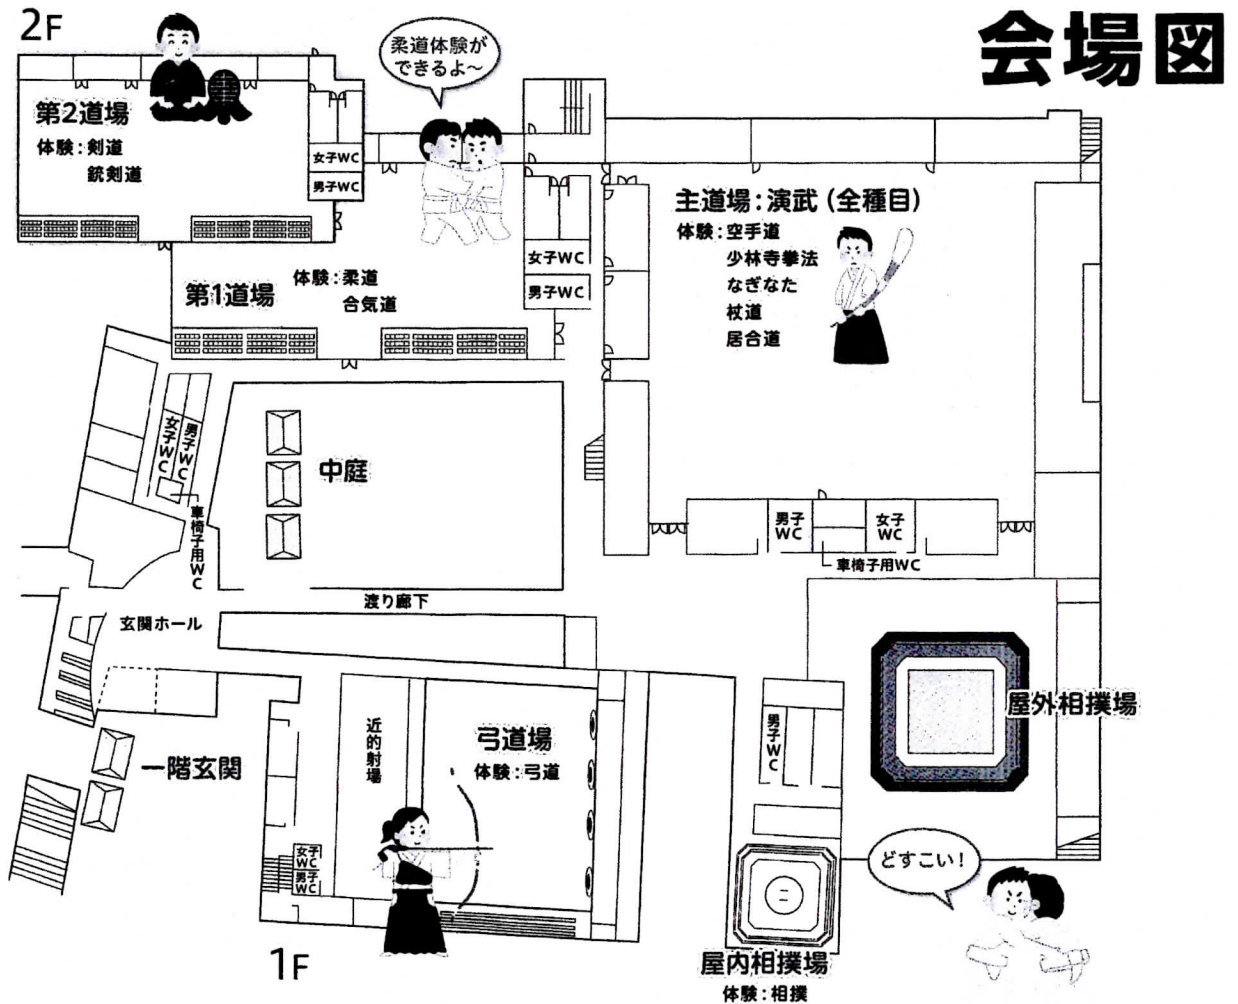 会場図
2F
柔道体験が
できるよ～
第2道場
体験：剣道
銃剣道
女子WC
男子WC
第1道場
体験：柔道
合気道
女子WC
男子WC
主道場：演武（全種目）
体験：空手道
少林寺拳法
なぎなた
杖道
居合道
女子WC
男子WC
車椅子用WC
中庭
男子WC
女子WC
車椅子用WC
渡り廊下
玄関ホール
一階玄関
近的射場
弓道場
体験：弓道
女子WC
男子WC
男子WC
屋外相撲場
どすこい！
屋内相撲場
体験：相撲
1F